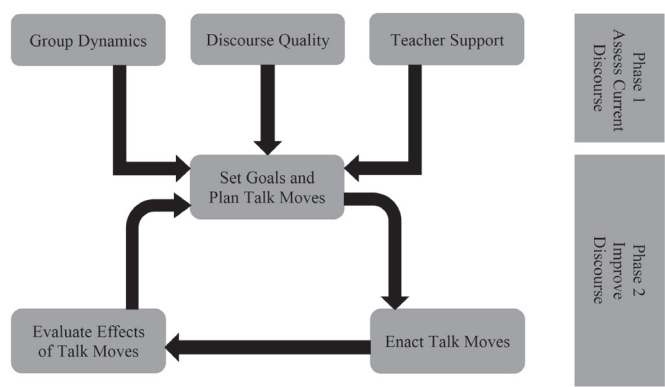 Group Dynamics
Discourse Quality
Teacher Support
Phase 1
Assess Current
Discourse
Set Goals and
Plan Talk Moves
Phase 2
Improve
Discourse
Evaluate Effects
of Talk Moves
Enact Talk Moves